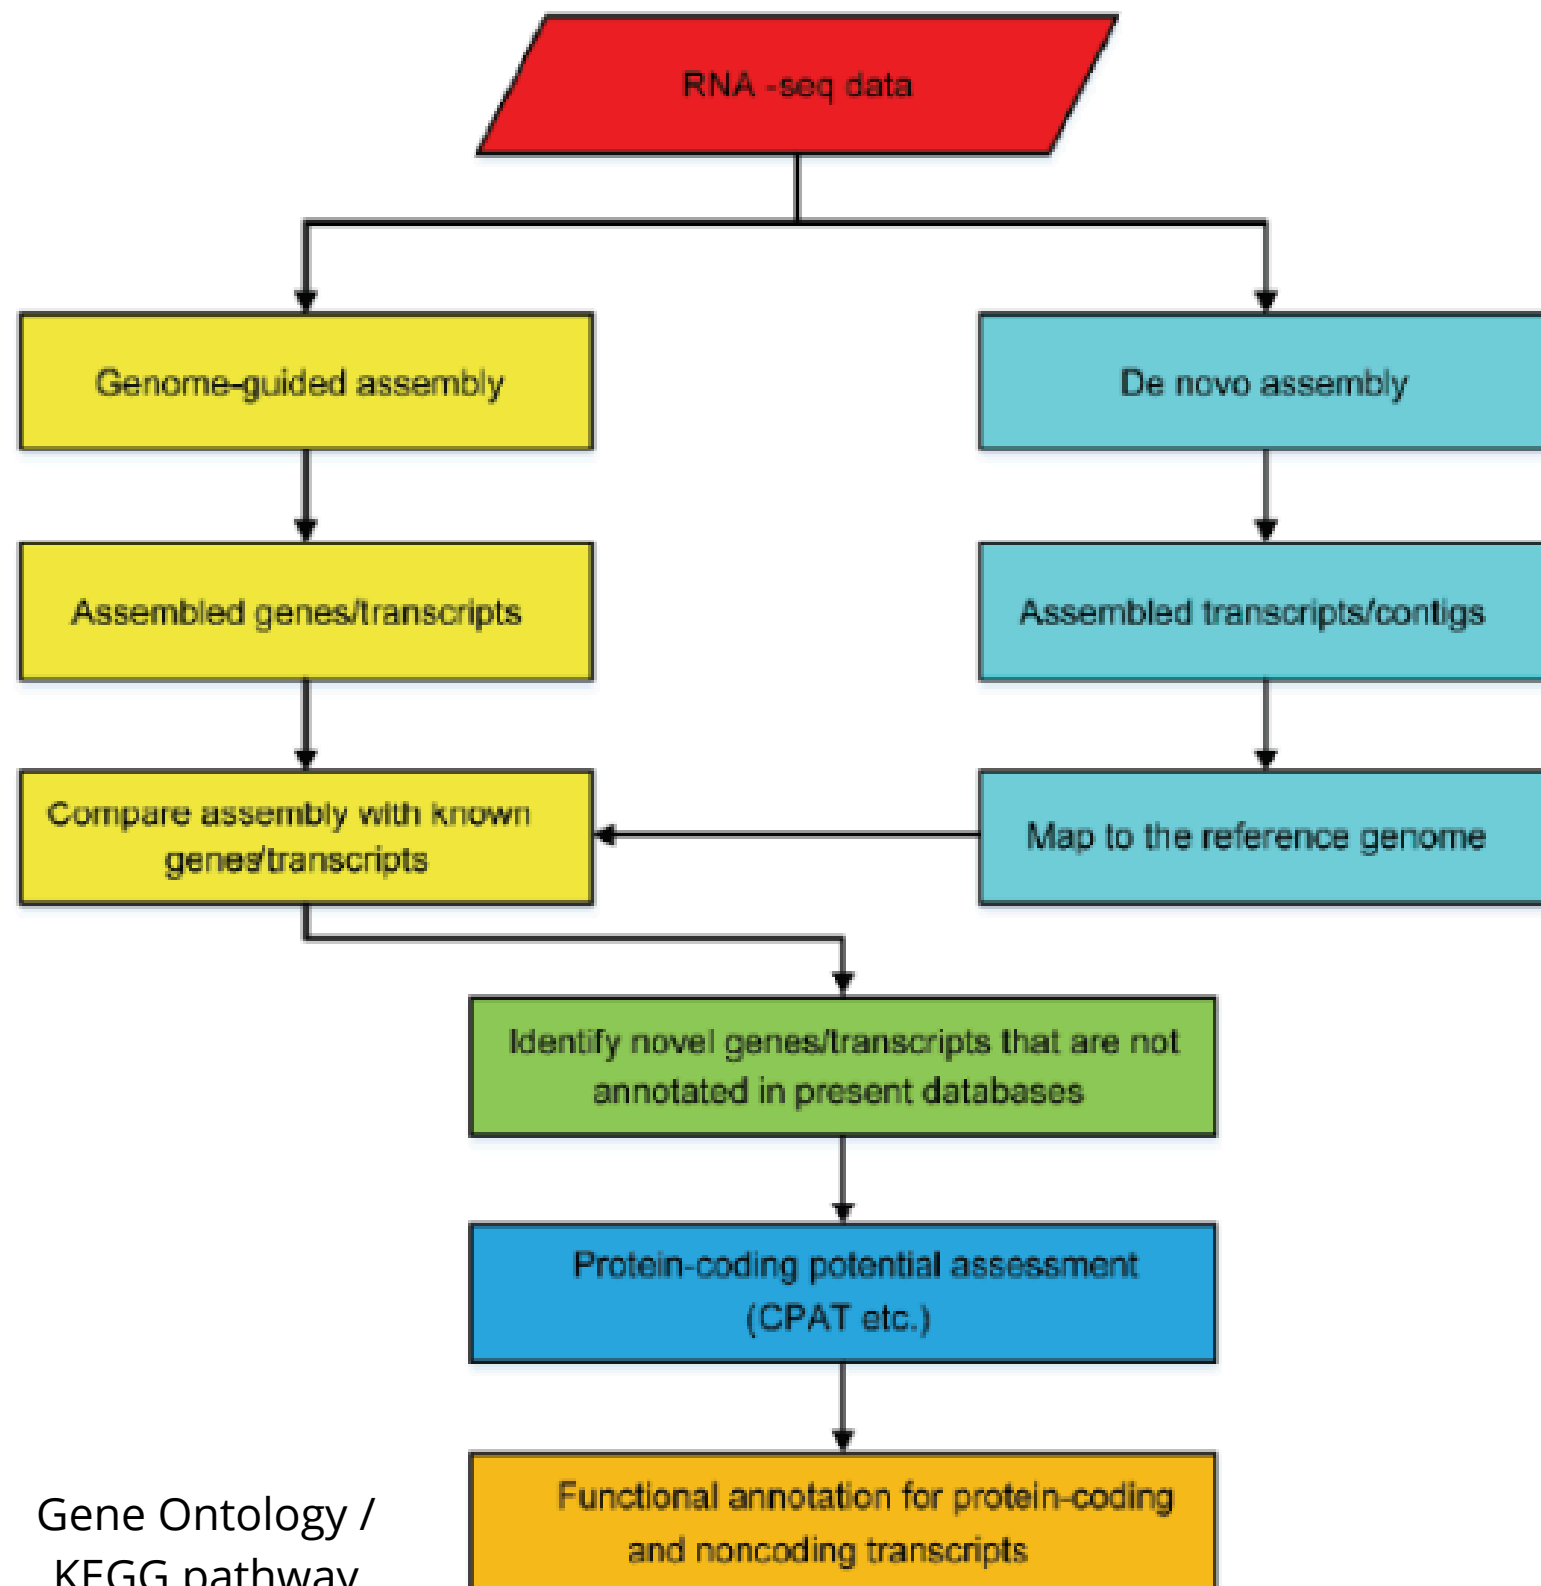 RNA -seq data
Genome-guided assembly
De novo assembly
Assembled genes/transcripts
Assembled transcripts/contigs
Compare assembly with known
genes/transcripts
Map to the reference genome
Identify novel genes/transcripts that are not
annotated in present databases
Protein-coding potential assessment
(CPAT etc.)
Functional annotation for protein-coding
and noncoding transcripts
Gene Ontology /
KEGG pathway